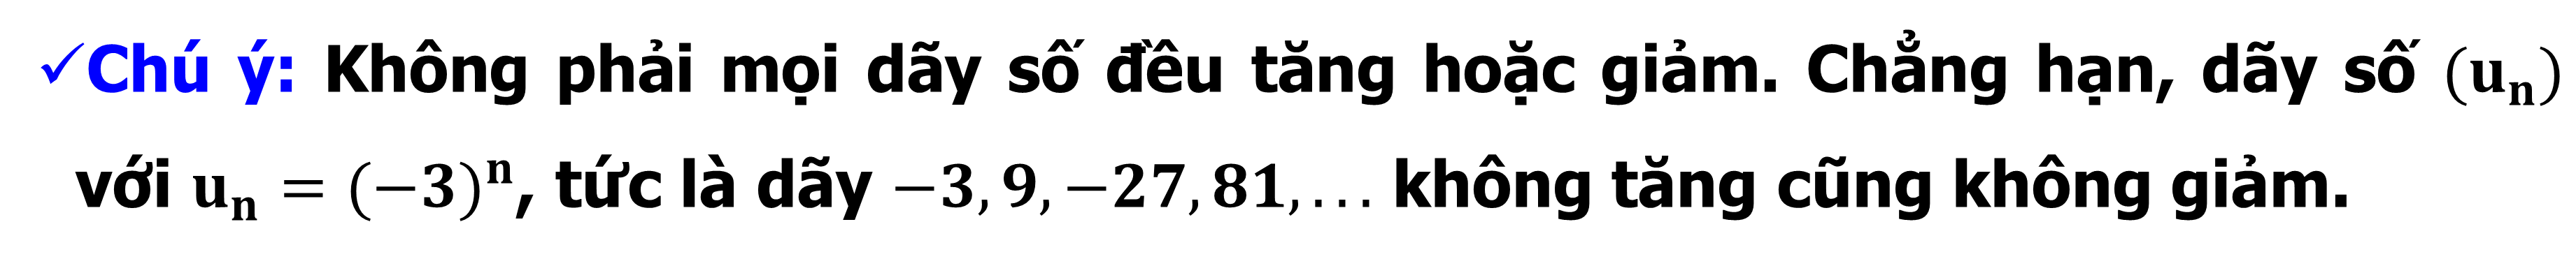 ✓Chú ý: Không phải mọi dãy số đều tăng hoặc giảm. Chẳng hạn, dãy số (uₙ)
với uₙ = (−3)ⁿ, tức là dãy −3, 9, −27, 81, … không tăng cũng không giảm.